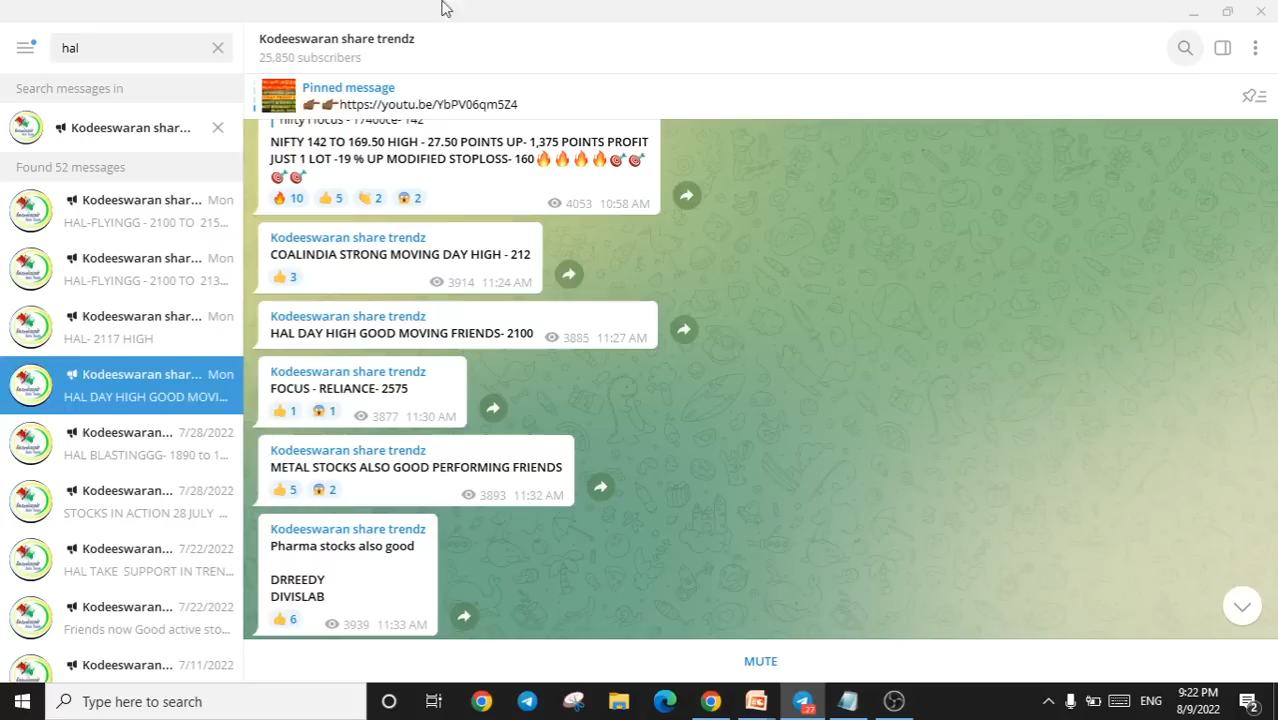 hal
Search messages in
Kodeeswaran shar...
Found 52 messages
Kodeeswaran shar... Mon
HAL-FLYINGG - 2100 TO 215...
Kodeeswaran shar... Mon
HAL-FLYINGG - 2100 TO 213...
Kodeeswaran shar... Mon
HAL- 2117 HIGH
Kodeeswaran shar... Mon
HAL DAY HIGH GOOD MOVI...
Kodeeswaran... 7/28/2022
HAL BLASTINGGG- 1890 to 1...
Kodeeswaran... 7/28/2022
STOCKS IN ACTION 28 JULY ...
Kodeeswaran... 7/22/2022
HAL TAKE SUPPORT IN TREN...
Kodeeswaran... 7/22/2022
Friends now Good active sto...
Kodeeswaran... 7/11/2022
Kodeeswaran share trendz
25,850 subscribers
Pinned message
👉🏾👉🏾https://youtu.be/YbPV06qm5Z4
nifty focus - 17400ce- 142
NIFTY 142 TO 169.50 HIGH - 27.50 POINTS UP- 1,375 POINTS PROFIT
JUST 1 LOT -19 % UP MODIFIED STOPLOSS- 160🔥🔥🔥🔥🎯🎯
🎯🎯
🔥 10 👍 5 👏 2 😱 2 4053 10:58 AM
Kodeeswaran share trendz
COALINDIA STRONG MOVING DAY HIGH - 212
👍 3 3914 11:24 AM
Kodeeswaran share trendz
HAL DAY HIGH GOOD MOVING FRIENDS- 2100 3885 11:27 AM
Kodeeswaran share trendz
FOCUS - RELIANCE- 2575
👍 1 😱 1 3877 11:30 AM
Kodeeswaran share trendz
METAL STOCKS ALSO GOOD PERFORMING FRIENDS
👍 5 😱 2 3893 11:32 AM
Kodeeswaran share trendz
Pharma stocks also good
DRREEDY
DIVISLAB
👍 6 3939 11:33 AM
MUTE
Type here to search
..27
ENG
9:22 PM
8/9/2022
2